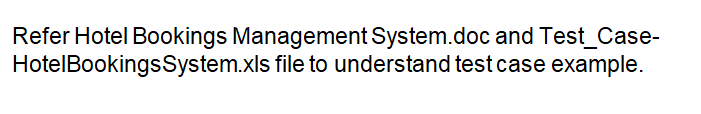 Refer Hotel Bookings Management System.doc and Test_Case-
HotelBookingsSystem.xls file to understand test case example.